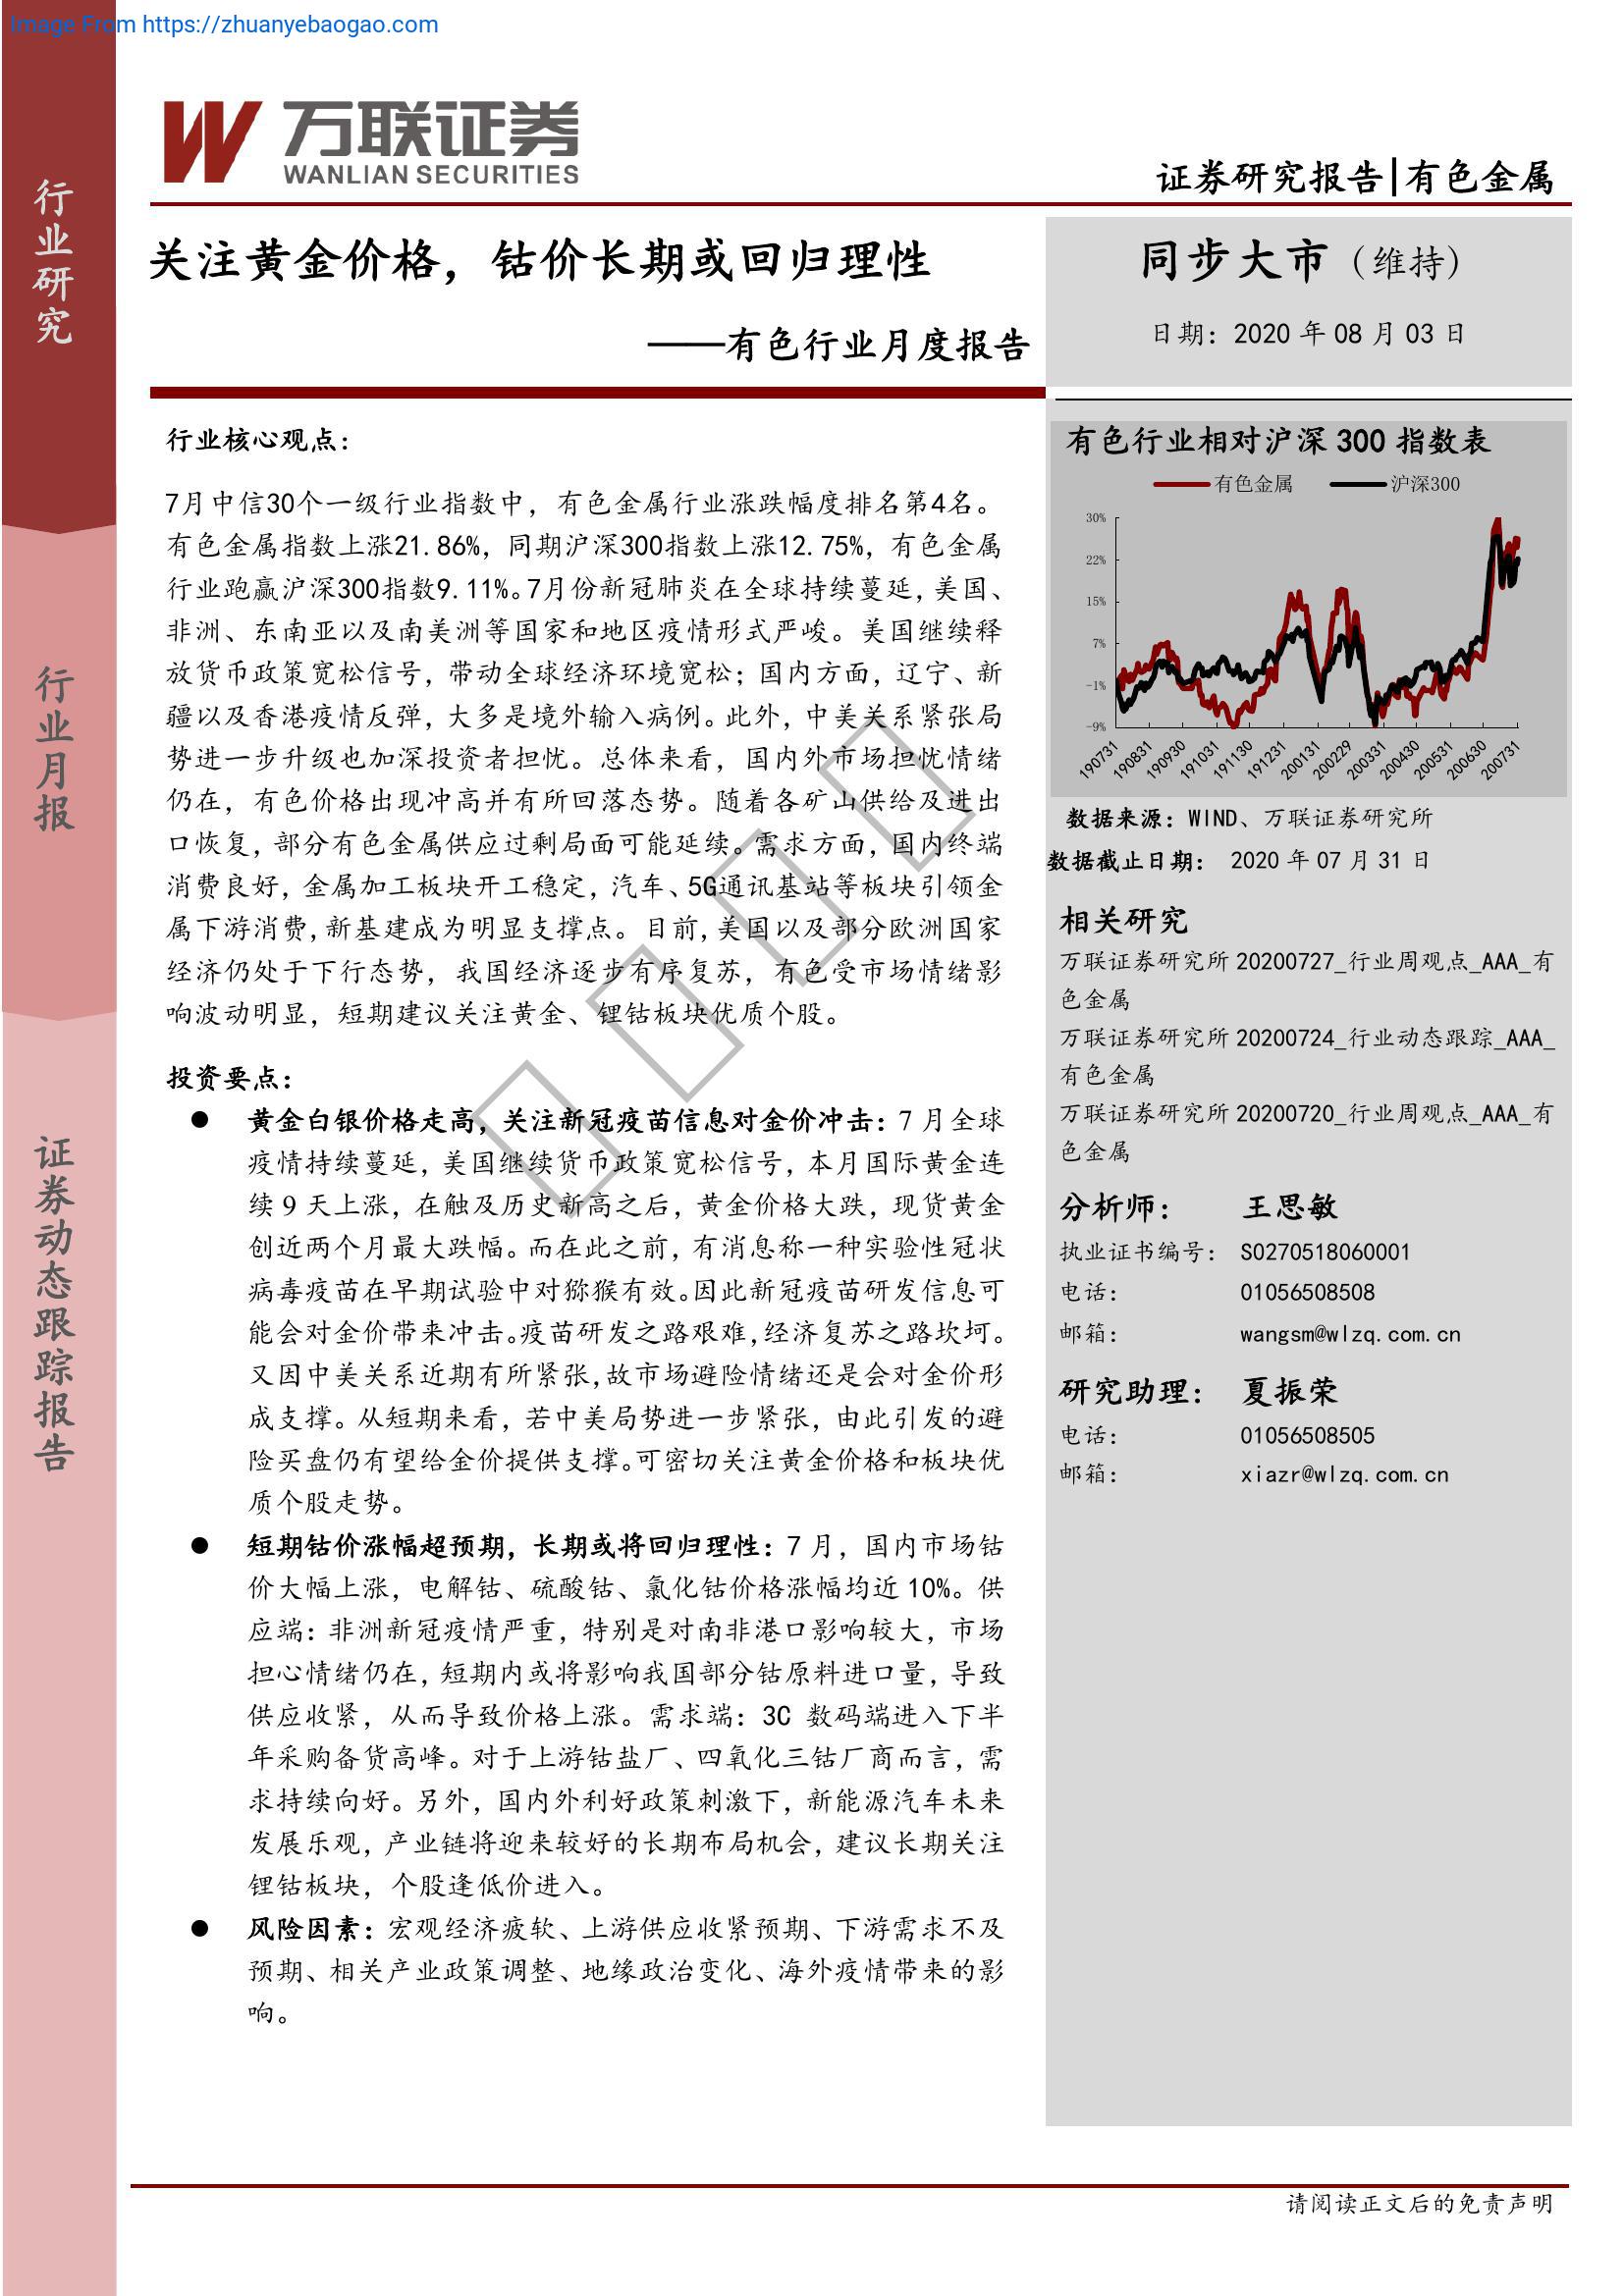 Image From https://zhuanyebaogao.com
万联证券
WANLIAN SECURITIES
证券研究报告|有色金属
行业研究
行业月报
证券动态跟踪报告
关注黄金价格，钴价长期或回归理性
——有色行业月度报告
同步大市（维持）
日期：2020 年 08 月 03 日
行业核心观点：
7月中信30个一级行业指数中，有色金属行业涨跌幅度排名第4名。
有色金属指数上涨21.86%，同期沪深300指数上涨12.75%，有色金属
行业跑赢沪深300指数9.11%。7月份新冠肺炎在全球持续蔓延，美国、
非洲、东南亚以及南美洲等国家和地区疫情形式严峻。美国继续释
放货币政策宽松信号，带动全球经济环境宽松；国内方面，辽宁、新
疆以及香港疫情反弹，大多是境外输入病例。此外，中美关系紧张局
势进一步升级也加深投资者担忧。总体来看，国内外市场担忧情绪
仍在，有色价格出现冲高并有所回落态势。随着各矿山供给及进出
口恢复，部分有色金属供应过剩局面可能延续。需求方面，国内终端
消费良好，金属加工板块开工稳定，汽车、5G通讯基站等板块引领金
属下游消费，新基建成为明显支撑点。目前，美国以及部分欧洲国家
经济仍处于下行态势，我国经济逐步有序复苏，有色受市场情绪影
响波动明显，短期建议关注黄金、锂钴板块优质个股。
投资要点：
● 黄金白银价格走高，关注新冠疫苗信息对金价冲击：7 月全球
疫情持续蔓延，美国继续货币政策宽松信号，本月国际黄金连
续 9 天上涨，在触及历史新高之后，黄金价格大跌，现货黄金
创近两个月最大跌幅。而在此之前，有消息称一种实验性冠状
病毒疫苗在早期试验中对猕猴有效。因此新冠疫苗研发信息可
能会对金价带来冲击。疫苗研发之路艰难，经济复苏之路坎坷。
又因中美关系近期有所紧张，故市场避险情绪还是会对金价形
成支撑。从短期来看，若中美局势进一步紧张，由此引发的避
险买盘仍有望给金价提供支撑。可密切关注黄金价格和板块优
质个股走势。
● 短期钴价涨幅超预期，长期或将回归理性：7 月，国内市场钴
价大幅上涨，电解钴、硫酸钴、氯化钴价格涨幅均近 10%。供
应端：非洲新冠疫情严重，特别是对南非港口影响较大，市场
担心情绪仍在，短期内或将影响我国部分钴原料进口量，导致
供应收紧，从而导致价格上涨。需求端：3C 数码端进入下半
年采购备货高峰。对于上游钴盐厂、四氧化三钴厂商而言，需
求持续向好。另外，国内外利好政策刺激下，新能源汽车未来
发展乐观，产业链将迎来较好的长期布局机会，建议长期关注
锂钴板块，个股逢低价进入。
● 风险因素：宏观经济疲软、上游供应收紧预期、下游需求不及
预期、相关产业政策调整、地缘政治变化、海外疫情带来的影
响。
有色行业相对沪深 300 指数表
有色金属 沪深300
30%
22%
15%
7%
-1%
-9%
190731 190831 190930 191031 191130 191231 200131 200229 200331 200430 200531 200630 200731
数据来源：WIND、万联证券研究所
数据截止日期： 2020 年 07 月 31 日
相关研究
万联证券研究所 20200727_行业周观点_AAA_有
色金属
万联证券研究所 20200724_行业动态跟踪_AAA_
有色金属
万联证券研究所 20200720_行业周观点_AAA_有
色金属
分析师： 王思敏
执业证书编号： S0270518060001
电话： 01056508508
邮箱： wangsm@wlzq.com.cn
研究助理： 夏振荣
电话： 01056508505
邮箱： xiazr@wlzq.com.cn
请阅读正文后的免责声明